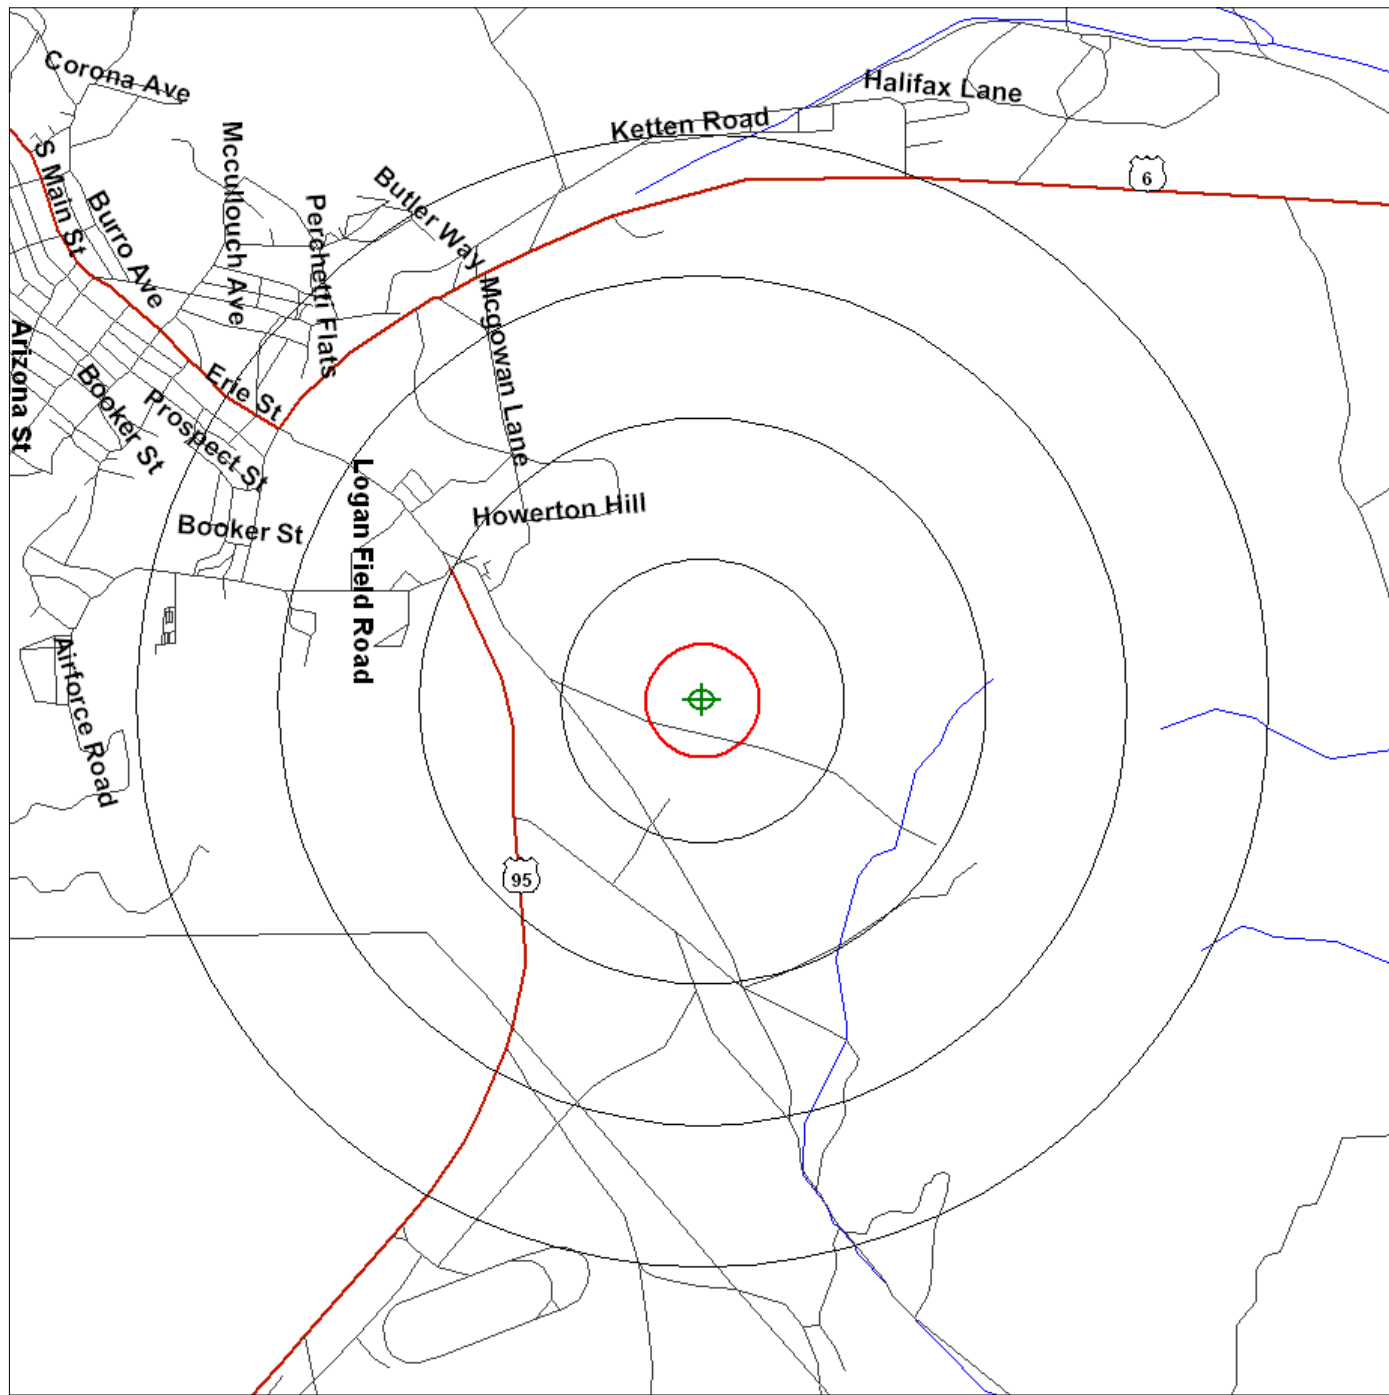 Corona Ave
Halifax Lane
Ketten Road
6
S Main St
Mccullouch Ave
Burro Ave
Perchetti Flats
Butler Way
Mcgowan Lane
Arizona St
Erie St
Booker St
Prospect St
Logan Field Road
Howerton Hill
Booker St
Airforce Road
95